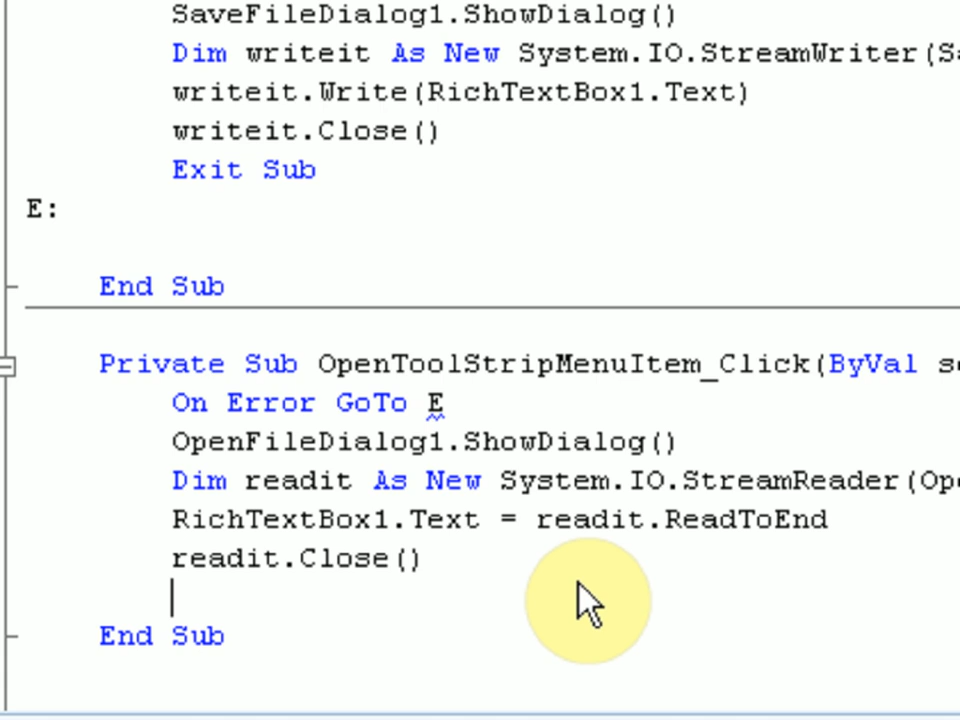 SaveFileDialog1.ShowDialog()
Dim writeit As New System.IO.StreamWriter(Sa
writeit.Write(RichTextBox1.Text)
writeit.Close()
Exit Sub
E:
End Sub
Private Sub OpenToolStripMenuItem_Click(ByVal se
On Error GoTo E
OpenFileDialog1.ShowDialog()
Dim readit As New System.IO.StreamReader(Ope
RichTextBox1.Text = readit.ReadToEnd
readit.Close()
End Sub